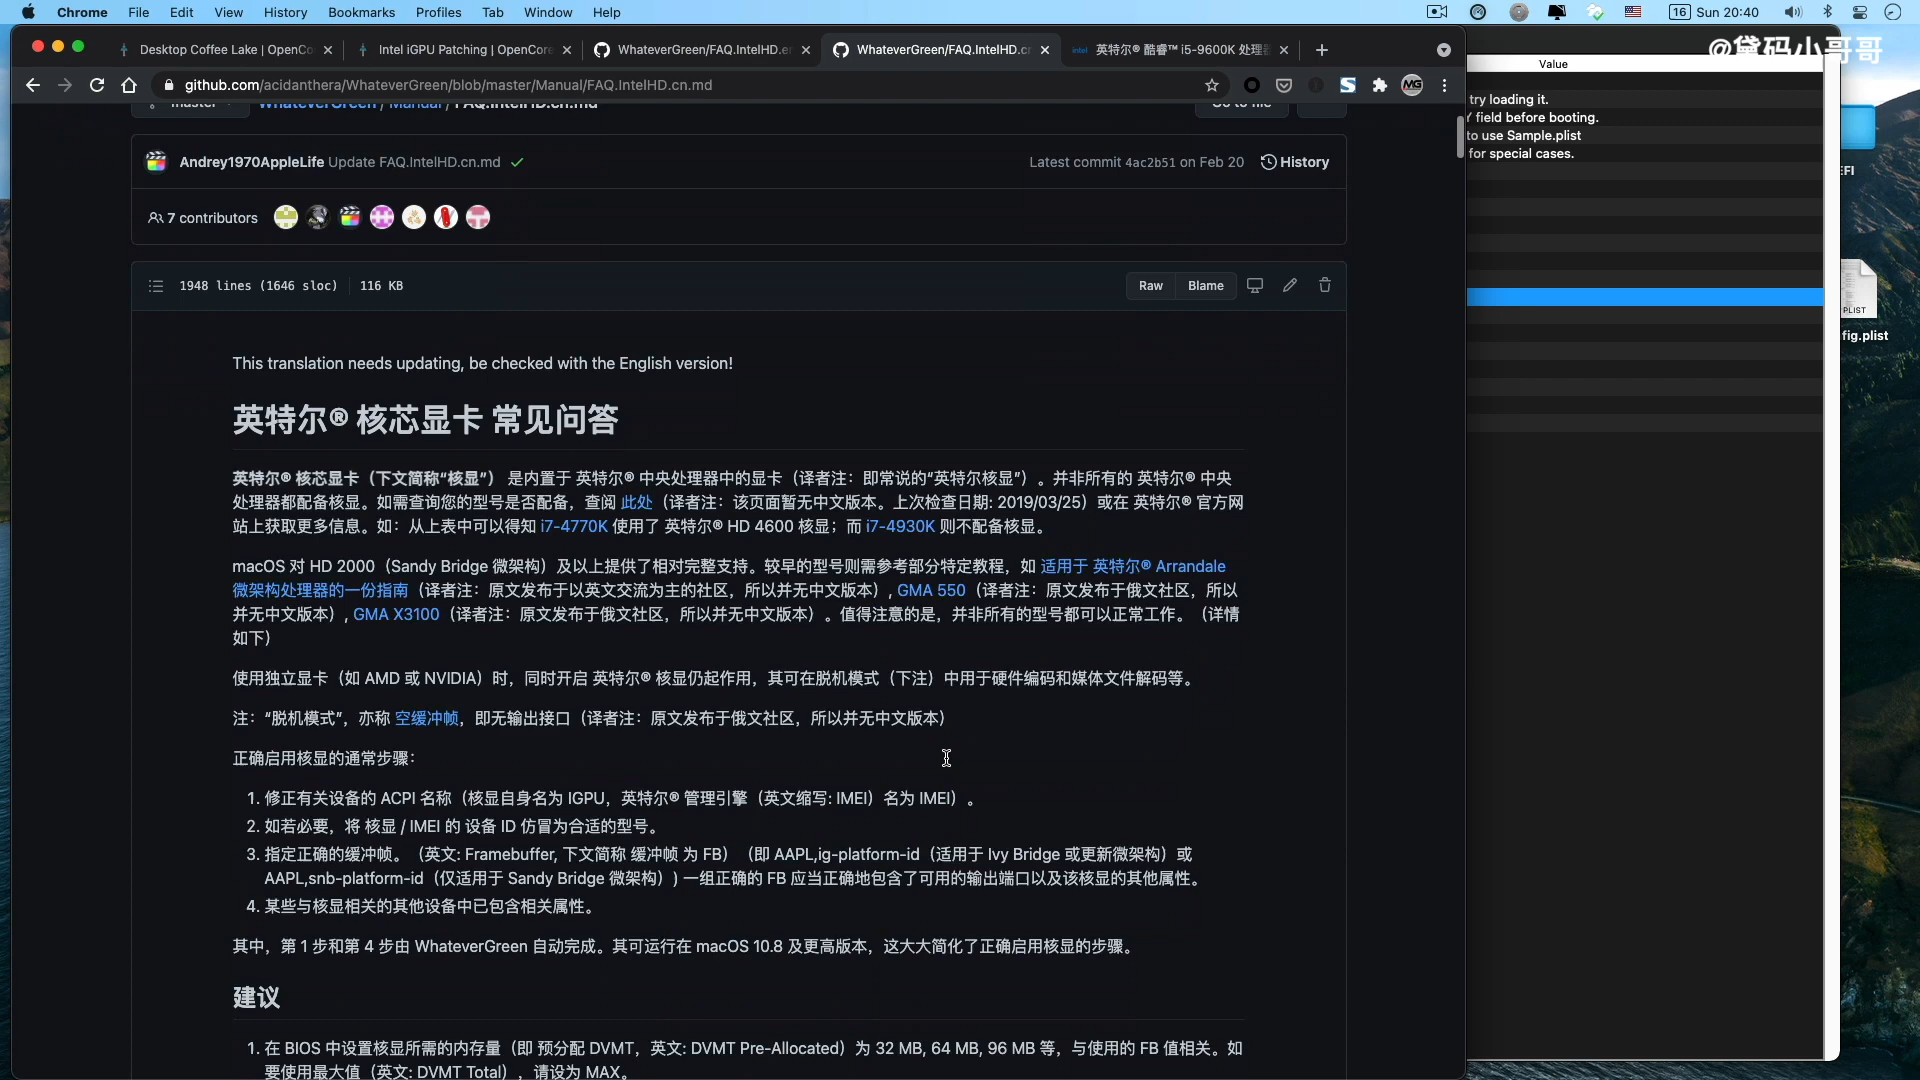 Chrome File Edit View History Bookmarks Profiles Tab Window Help
16 Sun 20:40
Desktop Coffee Lake | OpenCo
Intel iGPU Patching | OpenCore
WhateverGreen/FAQ.IntelHD.en
WhateverGreen/FAQ.IntelHD.cn
intel 英特尔® 酷睿™ i5-9600K 处理器
@黛码小哥哥
Value
github.com/acidanthera/WhateverGreen/blob/master/Manual/FAQ.IntelHD.cn.md
MG
master WhateverGreen / Manual / FAQ.IntelHD.cn.md
Go to file
try loading it.
field before booting.
to use Sample.plist
for special cases.
Andrey1970AppleLife Update FAQ.IntelHD.cn.md
Latest commit 4ac2b51 on Feb 20 History
EFI
7 contributors
1948 lines (1646 sloc) 116 KB
Raw Blame
PLIST
fig.plist
This translation needs updating, be checked with the English version!
英特尔® 核芯显卡 常见问答
英特尔® 核芯显卡（下文简称“核显”） 是内置于 英特尔® 中央处理器中的显卡（译者注：即常说的“英特尔核显”）。并非所有的 英特尔® 中央
处理器都配备核显。如需查询您的型号是否配备，查阅 此处（译者注：该页面暂无中文版本。上次检查日期: 2019/03/25）或在 英特尔® 官方网
站上获取更多信息。如：从上表中可以得知 i7-4770K 使用了 英特尔® HD 4600 核显；而 i7-4930K 则不配备核显。
macOS 对 HD 2000（Sandy Bridge 微架构）及以上提供了相对完整支持。较早的型号则需参考部分特定教程，如 适用于 英特尔® Arrandale
微架构处理器的一份指南（译者注：原文发布于以英文交流为主的社区，所以并无中文版本）, GMA 550（译者注：原文发布于俄文社区，所以
并无中文版本）, GMA X3100（译者注：原文发布于俄文社区，所以并无中文版本）。值得注意的是，并非所有的型号都可以正常工作。（详情
如下）
使用独立显卡（如 AMD 或 NVIDIA）时，同时开启 英特尔® 核显仍起作用，其可在脱机模式（下注）中用于硬件编码和媒体文件解码等。
注：“脱机模式”，亦称 空缓冲帧，即无输出接口（译者注：原文发布于俄文社区，所以并无中文版本）
正确启用核显的通常步骤：
1. 修正有关设备的 ACPI 名称（核显自身名为 IGPU，英特尔® 管理引擎（英文缩写: IMEI）名为 IMEI）。
2. 如若必要，将 核显 / IMEI 的 设备 ID 仿冒为合适的型号。
3. 指定正确的缓冲帧。（英文: Framebuffer, 下文简称 缓冲帧 为 FB）（即 AAPL,ig-platform-id（适用于 Ivy Bridge 或更新微架构）或
AAPL,snb-platform-id（仅适用于 Sandy Bridge 微架构）) 一组正确的 FB 应当正确地包含了可用的输出端口以及该核显的其他属性。
4. 某些与核显相关的其他设备中已包含相关属性。
其中，第 1 步和第 4 步由 WhateverGreen 自动完成。其可运行在 macOS 10.8 及更高版本，这大大简化了正确启用核显的步骤。
建议
1. 在 BIOS 中设置核显所需的内存量（即 预分配 DVMT，英文: DVMT Pre-Allocated）为 32 MB, 64 MB, 96 MB 等，与使用的 FB 值相关。如
要使用最大值（英文: DVMT Total），请设为 MAX。